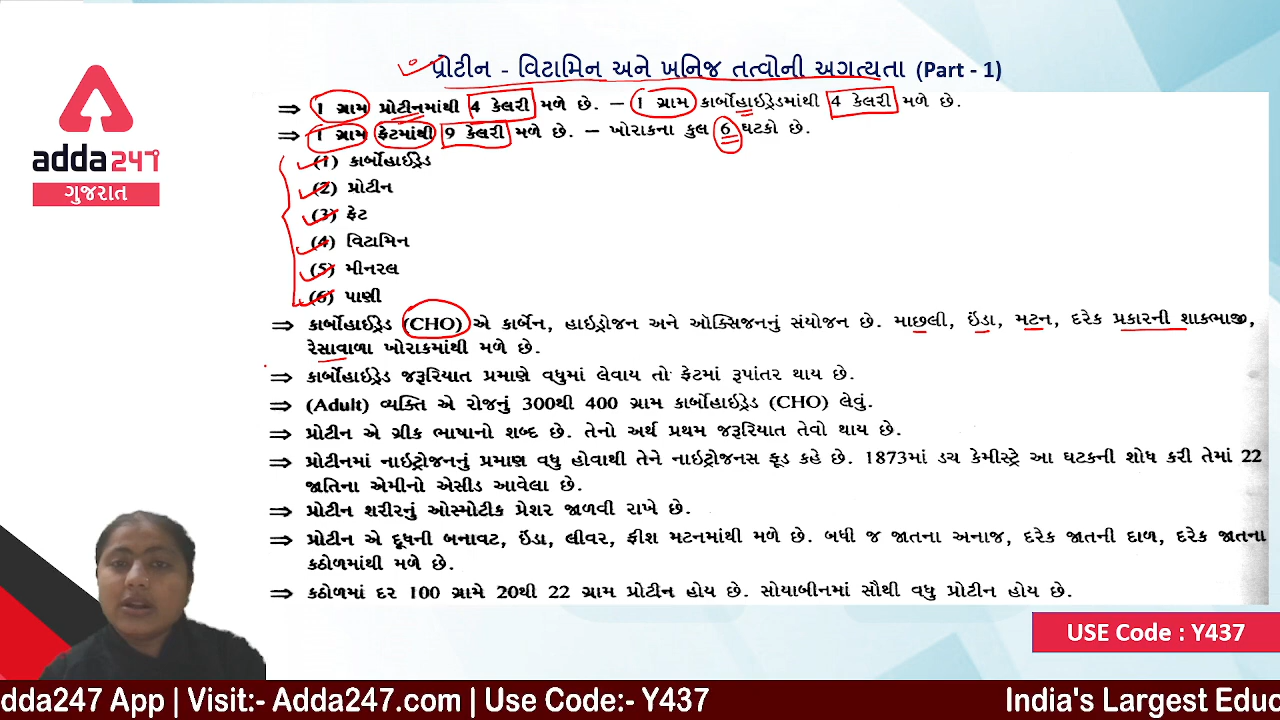 પ્રોટીન - વિટામિન અને ખનિજ તત્વોની અગત્યતા (Part - 1)
⇒ 1 ગ્રામ પ્રોટીનમાંથી 4 કેલરી મળે છે. – 1 ગ્રામ કાર્બોહાઈડ્રેડમાંથી 4 કેલરી મળે છે.
⇒ 1 ગ્રામ ફેટમાંથી 9 કેલરી મળે છે. – ખોરાકના કુલ 6 ઘટકો છે.
(1) કાર્બોહાઈડ્રેડ
(2) પ્રોટીન
(3) ફેટ
(4) વિટામિન
(5) મીનરલ
(6) પાણી
⇒ કાર્બોહાઈડ્રેડ (CHO) એ કાર્બન, હાઈડ્રોજન અને ઑક્સિજનનું સંયોજન છે. માછલી, ઈંડા, મટન, દરેક પ્રકારની શાકભાજી,
રેસાવાળા ખોરાકમાંથી મળે છે.
⇒ કાર્બોહાઈડ્રેડ જરૂરિયાત પ્રમાણે વધુમાં લેવાય તો ફેટમાં રૂપાંતર થાય છે.
⇒ (Adult) વ્યક્તિ એ રોજનું 300થી 400 ગ્રામ કાર્બોહાઈડ્રેડ (CHO) લેવું.
⇒ પ્રોટીન એ ગ્રીક ભાષાનો શબ્દ છે. તેનો અર્થ પ્રથમ જરૂરિયાત તેવો થાય છે.
⇒ પ્રોટીનમાં નાઈટ્રોજનનું પ્રમાણ વધુ હોવાથી તેને નાઈટ્રોજનસ ફૂડ કહે છે. 1873માં ડચ કેમીસ્ટ્રે આ ઘટકની શોધ કરી તેમાં 22
જાતિના એમીનો એસીડ આવેલા છે.
⇒ પ્રોટીન શરીરનું ઓસ્મોટીક પ્રેશર જાળવી રાખે છે.
⇒ પ્રોટીન એ દૂધની બનાવટ, ઈંડા, લીવર, ફીશ મટનમાંથી મળે છે. બધી જ જાતના અનાજ, દરેક જાતની દાળ, દરેક જાતના
કઠોળમાંથી મળે છે.
⇒ કઠોળમાં દર 100 ગ્રામે 20થી 22 ગ્રામ પ્રોટીન હોય છે. સોયાબીનમાં સૌથી વધુ પ્રોટીન હોય છે.
adda247
ગુજરાત
USE Code : Y437
dda247 App | Visit:- Adda247.com | Use Code:- Y437 India's Largest Educ